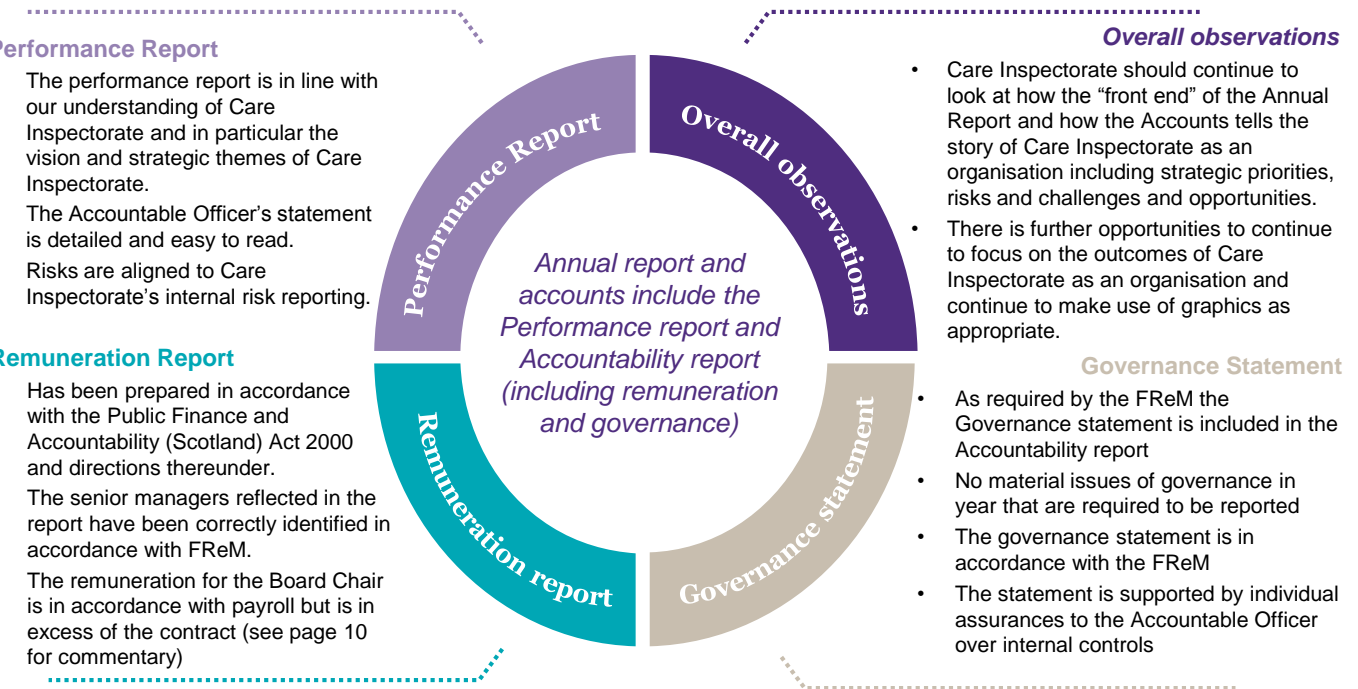 Performance Report
The performance report is in line with
our understanding of Care
Inspectorate and in particular the
vision and strategic themes of Care
Inspectorate.
The Accountable Officer's statement
is detailed and easy to read.
Risks are aligned to Care
Inspectorate's internal risk reporting.
Remuneration Report
Has been prepared in accordance
with the Public Finance and
Accountability (Scotland) Act 2000
and directions thereunder.
The senior managers reflected in the
report have been correctly identified in
accordance with FReM.
The remuneration for the Board Chair
is in accordance with payroll but is in
excess of the contract (see page 10
for commentary)
Performance Report
Overall observations
Annual report and
accounts include the
Performance report and
Accountability report
(including remuneration
and governance)
Remuneration report
Governance statement
Overall observations
• Care Inspectorate should continue to
look at how the “front end” of the Annual
Report and how the Accounts tells the
story of Care Inspectorate as an
organisation including strategic priorities,
risks and challenges and opportunities.
• There is further opportunities to continue
to focus on the outcomes of Care
Inspectorate as an organisation and
continue to make use of graphics as
appropriate.
Governance Statement
• As required by the FReM the
Governance statement is included in the
Accountability report
• No material issues of governance in
year that are required to be reported
• The governance statement is in
accordance with the FReM
• The statement is supported by individual
assurances to the Accountable Officer
over internal controls